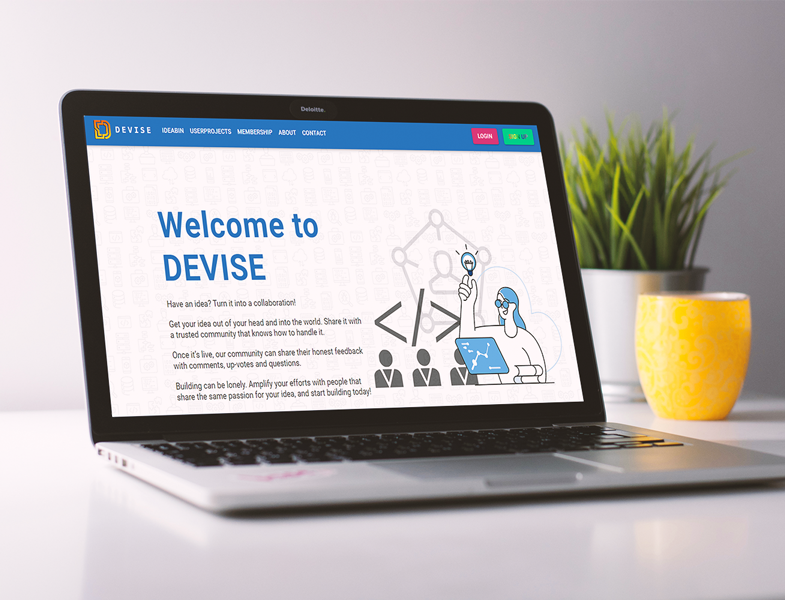 Deloitte.
DEVISE IDEABIN USERPROJECTS MEMBERSHIP ABOUT CONTACT LOGIN
Welcome to
DEVISE
Have an idea? Turn it into a collaboration!
Get your idea out of your head and into the world. Share it with
a trusted community that knows how to handle it.
Once it's live, our community can share their honest feedback
with comments, up-votes and questions.
Building can be lonely. Amplify your efforts with people that
share the same passion for your idea, and start building today!
</>